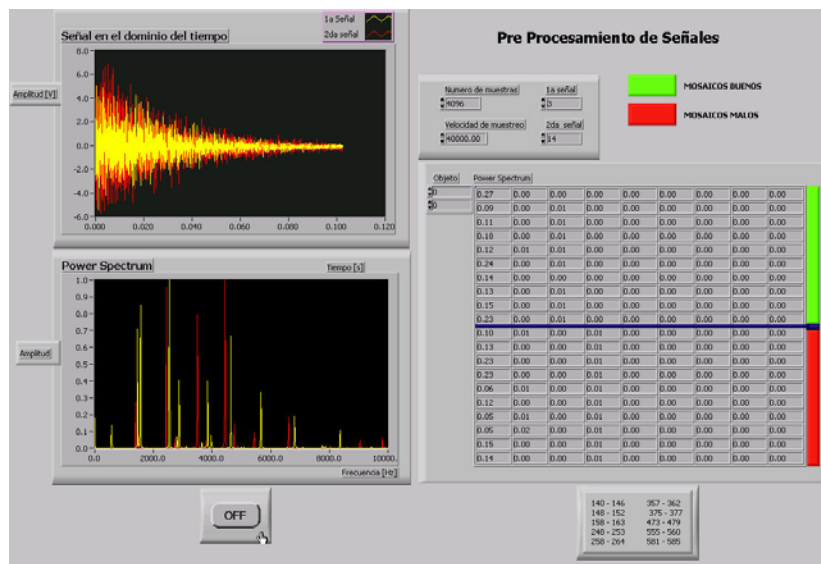 1a Señal
2da señal
Señal en el dominio del tiempo
Amplitud [V]
8.0
6.0
4.0
2.0
0.0
-2.0
-4.0
-6.0
0.000 0.020 0.040 0.060 0.080 0.100 0.120
Power Spectrum
Tiempo [s]
Amplitud
1.0
0.9
0.8
0.7
0.6
0.5
0.4
0.3
0.2
0.1
0.0
0.0 2000.0 4000.0 6000.0 8000.0 10000.
Frecuencia [Hz]
OFF
Pre Procesamiento de Señales
Numero de muestras 1a señal
4096 3
Velocidad de muestreo 2da señal
40000.00 14
MOSAICOS BUENOS
MOSAICOS MALOS
Objeto Power Spectrum
0 0.27 0.00 0.00 0.00 0.00 0.00 0.00 0.00 0.00
0 0.09 0.00 0.01 0.00 0.00 0.00 0.00 0.00 0.00
0.11 0.00 0.01 0.00 0.00 0.00 0.00 0.00 0.00
0.10 0.00 0.01 0.00 0.00 0.00 0.00 0.00 0.00
0.12 0.01 0.01 0.00 0.00 0.00 0.00 0.00 0.00
0.24 0.00 0.01 0.00 0.00 0.00 0.00 0.00 0.00
0.14 0.00 0.00 0.00 0.00 0.00 0.00 0.00 0.00
0.13 0.00 0.01 0.00 0.00 0.00 0.00 0.00 0.00
0.15 0.00 0.01 0.00 0.00 0.00 0.00 0.00 0.00
0.23 0.00 0.01 0.00 0.00 0.00 0.00 0.00 0.00
0.10 0.01 0.00 0.01 0.00 0.00 0.00 0.00 0.00
0.13 0.00 0.00 0.01 0.00 0.00 0.00 0.00 0.00
0.23 0.00 0.00 0.01 0.00 0.00 0.00 0.00 0.00
0.23 0.00 0.00 0.01 0.00 0.00 0.00 0.00 0.00
0.06 0.01 0.00 0.01 0.00 0.00 0.00 0.00 0.00
0.12 0.00 0.00 0.01 0.00 0.00 0.00 0.00 0.00
0.05 0.01 0.00 0.01 0.00 0.00 0.00 0.00 0.00
0.05 0.02 0.00 0.01 0.00 0.00 0.00 0.00 0.00
0.15 0.00 0.00 0.01 0.00 0.00 0.00 0.00 0.00
0.14 0.00 0.00 0.01 0.00 0.00 0.00 0.00 0.00
140 - 146 357 - 362
148 - 152 375 - 377
158 - 163 473 - 479
248 - 253 555 - 560
258 - 264 581 - 585